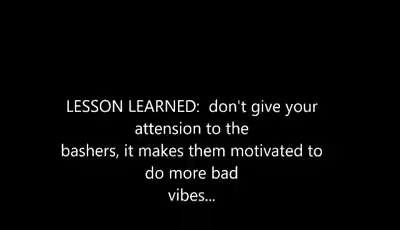 LESSON LEARNED:  don't give your
attension to the
bashers, it makes them motivated to
do more bad
vibes...